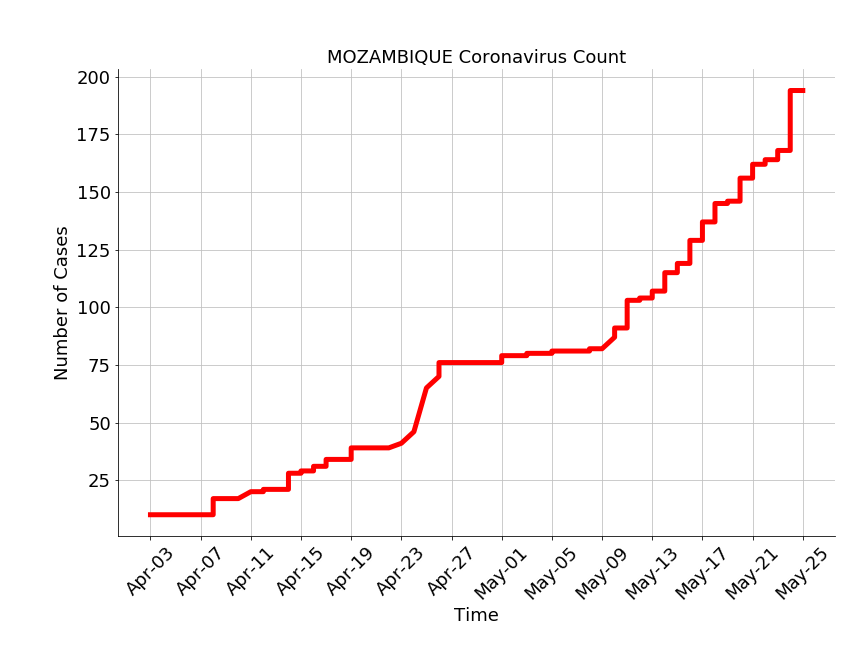 MOZAMBIQUE Coronavirus Count
200
175
150
125
100
75
50
25
Number of Cases
Apr-03
Apr-07
Apr-11
Apr-15
Apr-19
Apr-23
Apr-27
May-01
May-05
May-09
May-13
May-17
May-21
May-25
Time